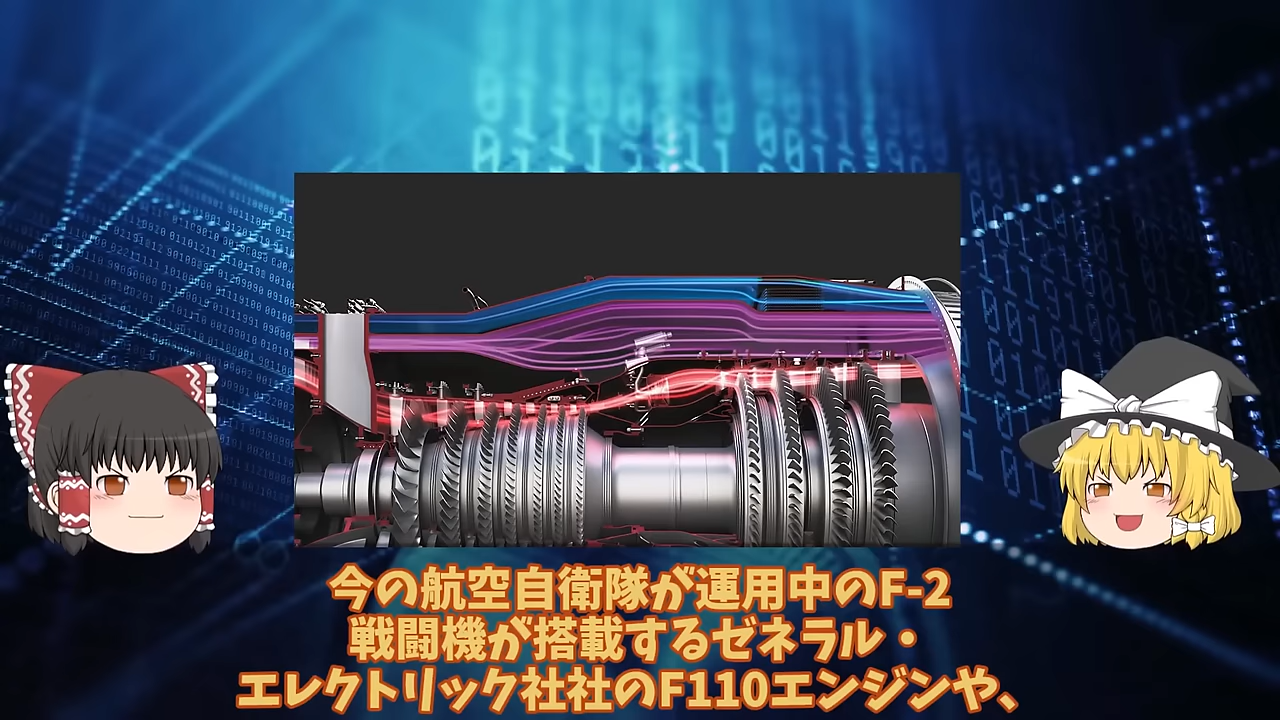 今の航空自衛隊が運用中のF-2
戦闘機が搭載するゼネラル・
エレクトリック社社のF110エンジンや、